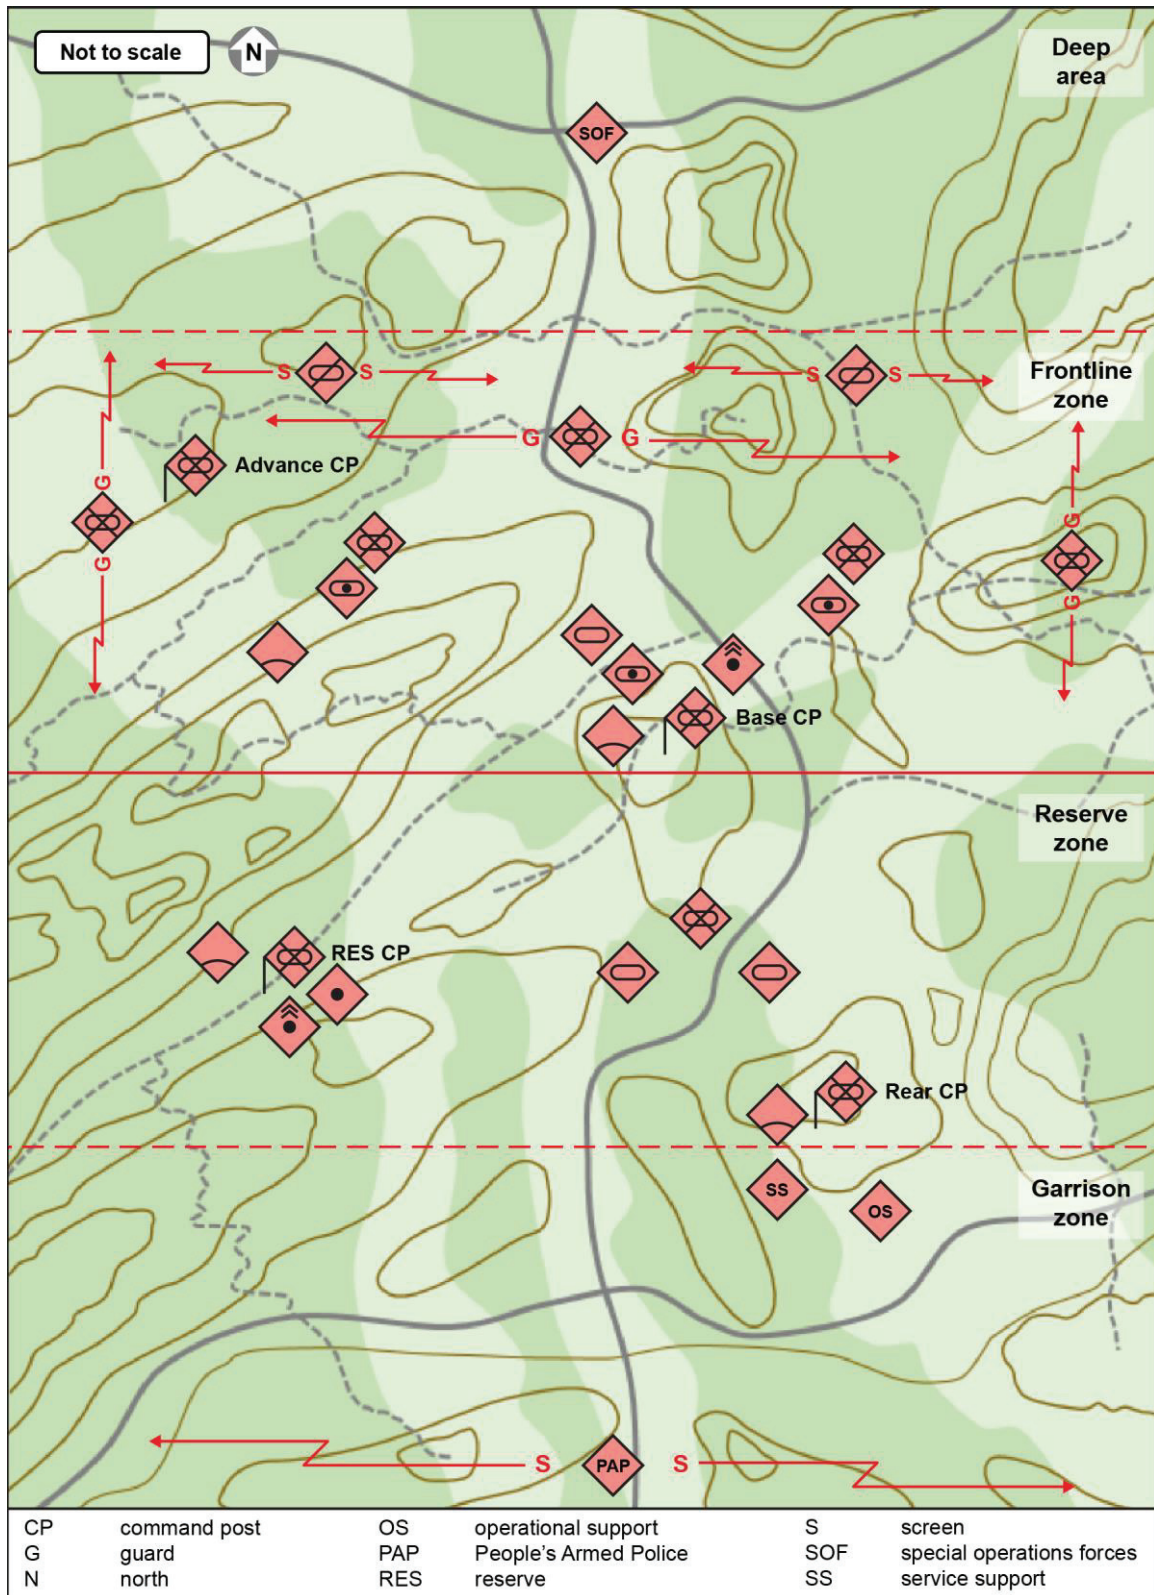 Not to scale
N
Deep
area
SOF
S
S
S
S
Frontline
zone
G
G
Advance CP
G
G
G
G
Base CP
Reserve
zone
RES CP
Rear CP
SS
OS
Garrison
zone
S
PAP
S
CP command post OS operational support S screen
G guard PAP People's Armed Police SOF special operations forces
N north RES reserve SS service support